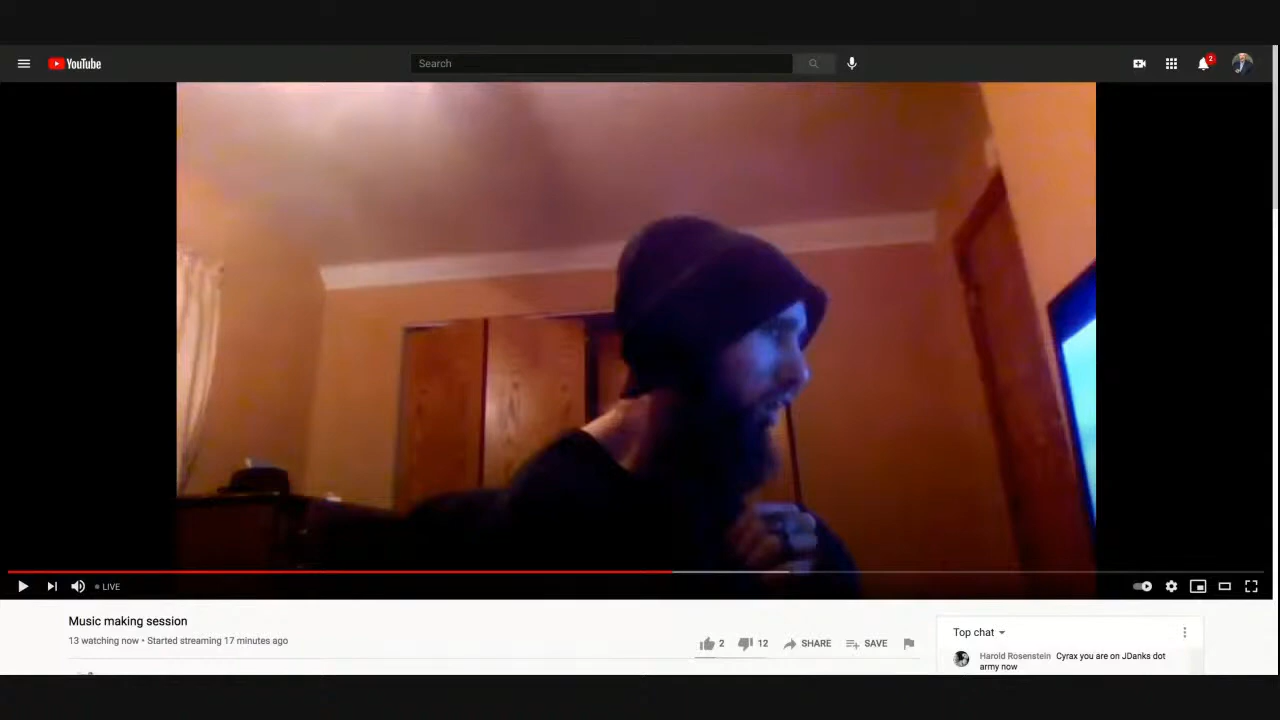 YouTube
Search
2
LIVE
Music making session
13 watching now • Started streaming 17 minutes ago
2
12
SHARE
SAVE
Top chat
Harold Rosenstein Cyrax you are on JDanks dot
army now